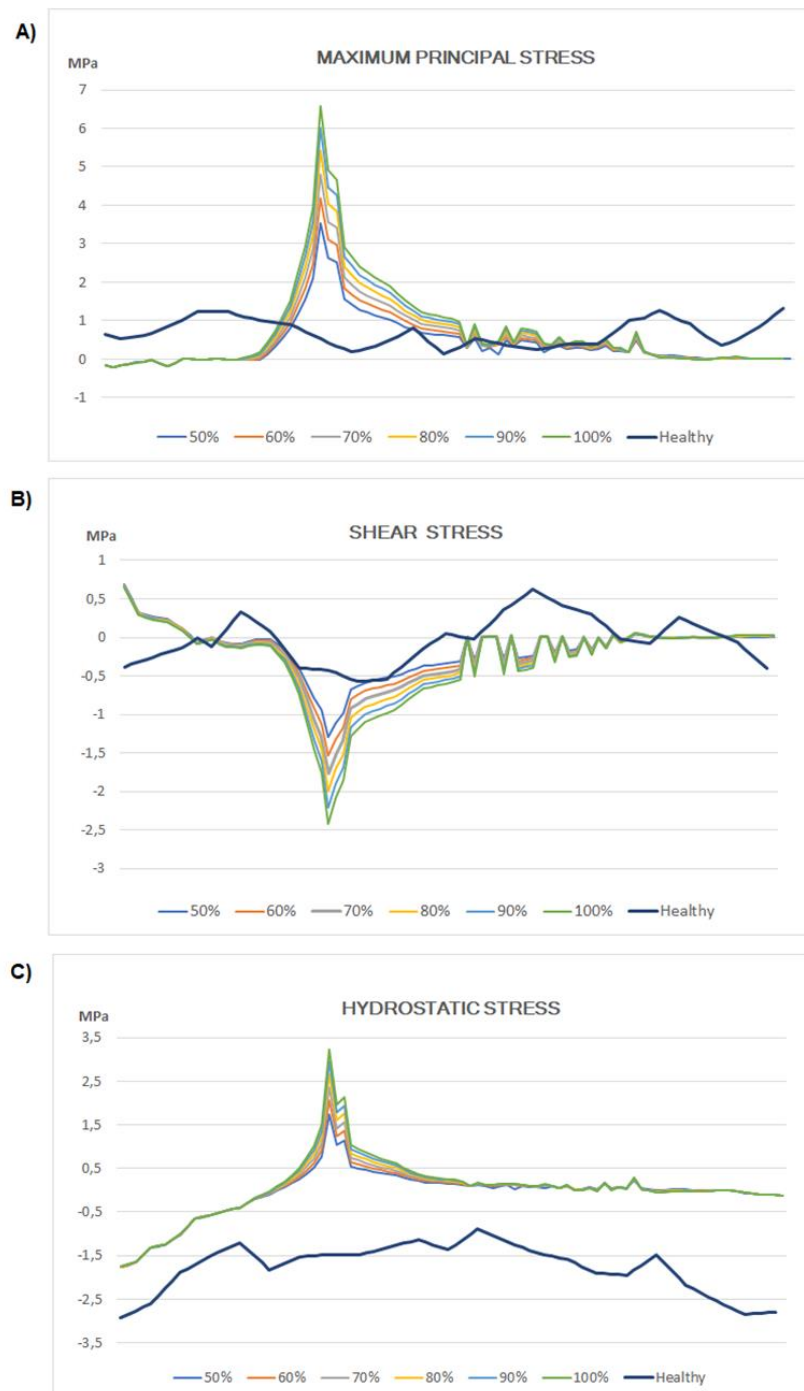 A)
MPa
MAXIMUM PRINCIPAL STRESS
7
6
5
4
3
2
1
0
-1
50% 60% 70% 80% 90% 100% Healthy
B)
MPa
SHEAR STRESS
1
0,5
0
-0,5
-1
-1,5
-2
-2,5
-3
50% 60% 70% 80% 90% 100% Healthy
C)
MPa
HYDROSTATIC STRESS
3,5
2,5
1,5
0,5
-0,5
-1,5
-2,5
-3,5
50% 60% 70% 80% 90% 100% Healthy